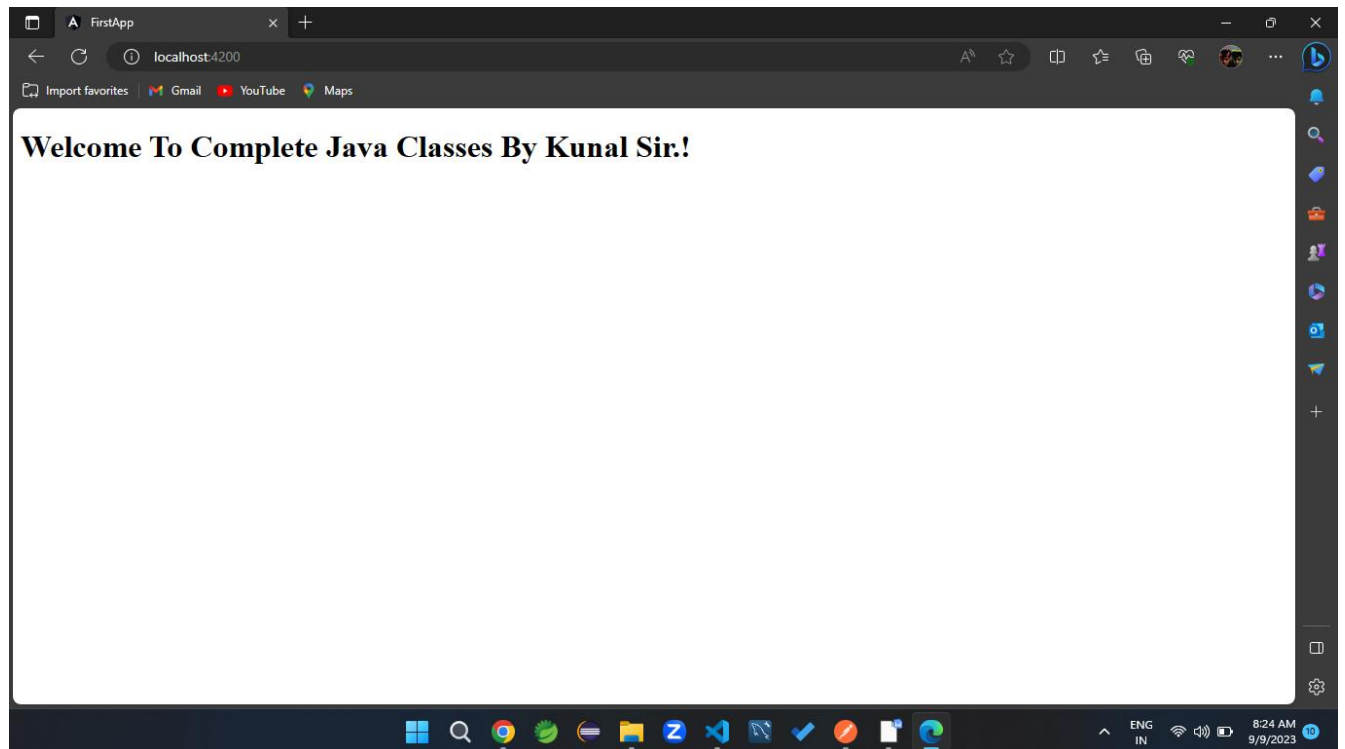 FirstApp
localhost:4200
Import favorites Gmail YouTube Maps
Welcome To Complete Java Classes By Kunal Sir.!
ENG 8:24 AM
IN 9/9/2023 10